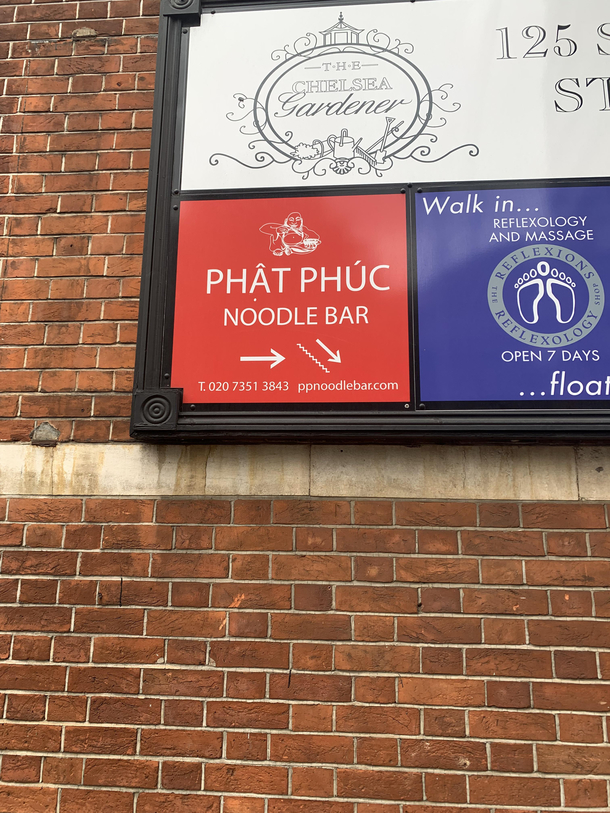 THE
CHELSEA
Gardener
125
PHẬT PHÚC
NOODLE BAR
T. 020 7351 3843 ppnoodlebar.com
Walk in...
REFLEXOLOGY
AND MASSAGE
THE REFLEXIONS SHOP
REFLEXOLOGY
OPEN 7 DAYS
...float